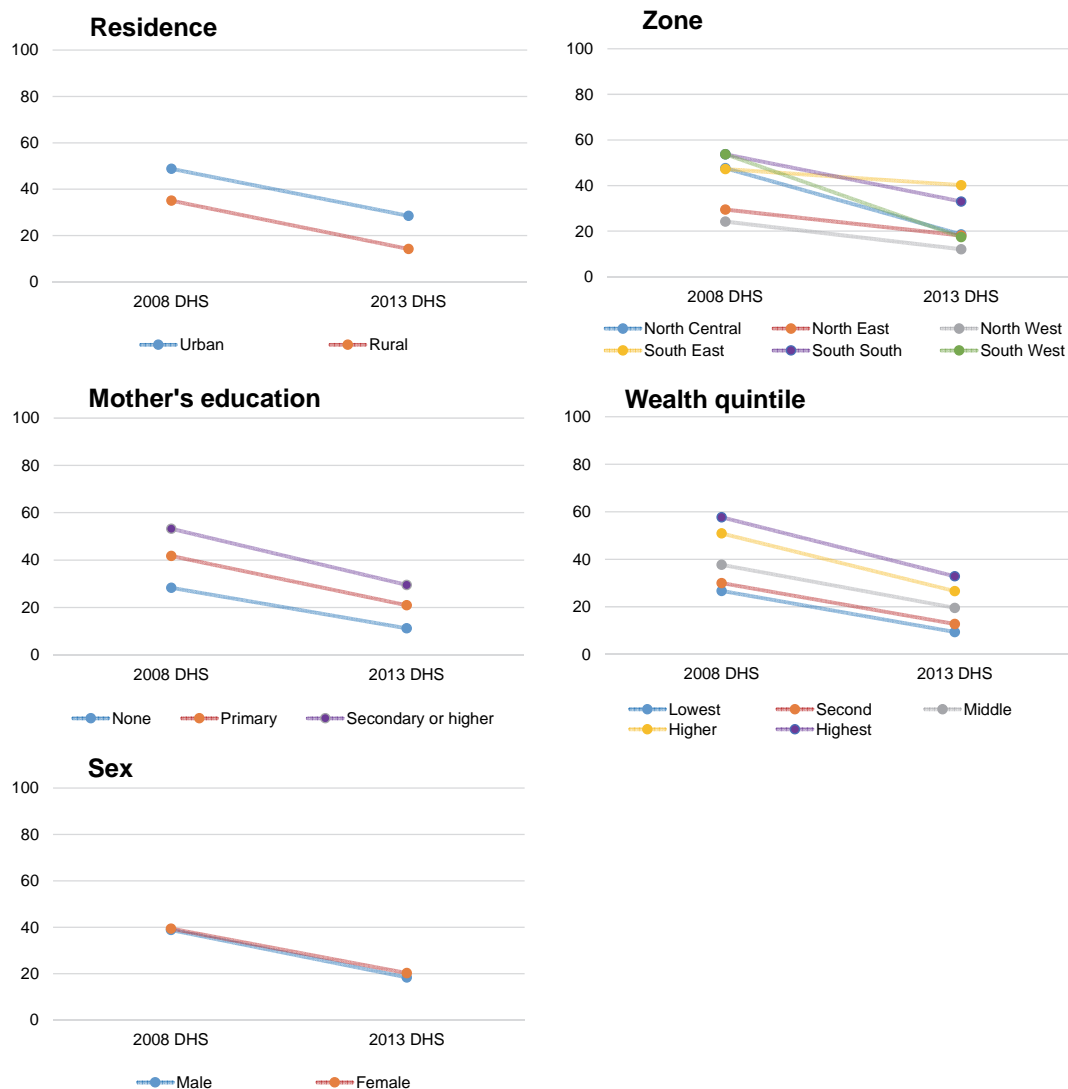 Residence
100
80
60
40
20
0
2008 DHS 2013 DHS
Urban Rural
Zone
100
80
60
40
20
0
2008 DHS 2013 DHS
North Central North East North West
South East South South South West
Mother's education
100
80
60
40
20
0
2008 DHS 2013 DHS
None Primary Secondary or higher
Wealth quintile
100
80
60
40
20
0
2008 DHS 2013 DHS
Lowest Second Middle
Higher Highest
Sex
100
80
60
40
20
0
2008 DHS 2013 DHS
Male Female